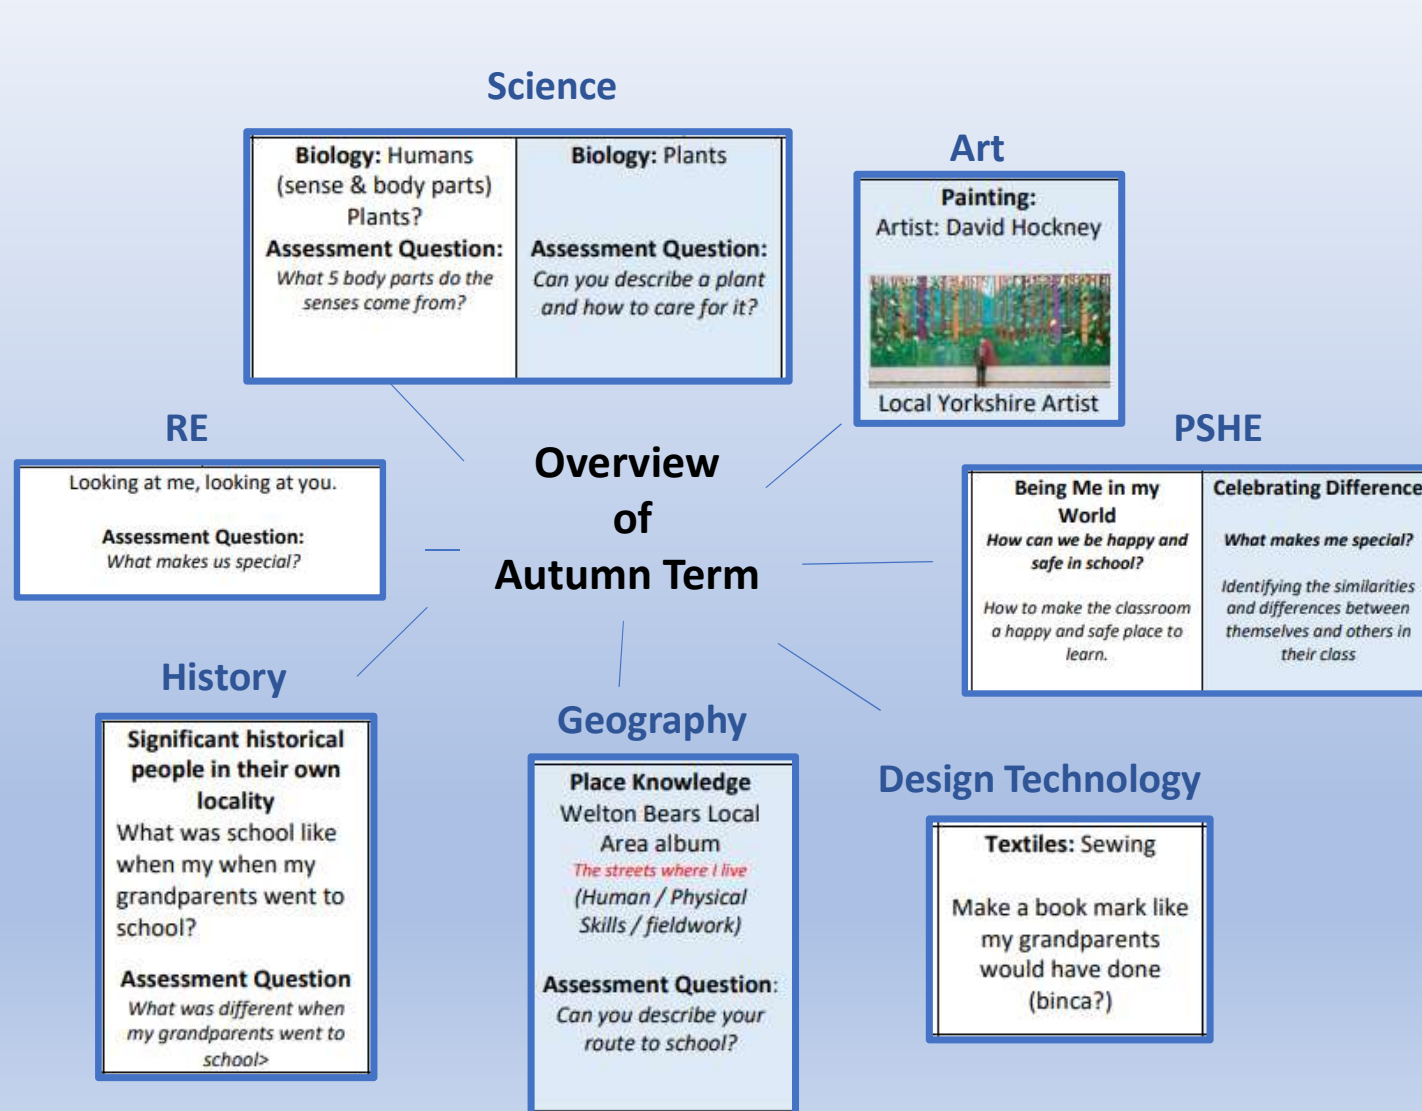 Science
Biology: Humans
(sense & body parts)
Plants?
Assessment Question:
What 5 body parts do the
senses come from?
Biology: Plants
Assessment Question:
Can you describe a plant
and how to care for it?
Art
Painting:
Artist: David Hockney
Local Yorkshire Artist
RE
Looking at me, looking at you.
Assessment Question:
What makes us special?
Overview
of
Autumn Term
PSHE
Being Me in my
World
How can we be happy and
safe in school?
How to make the classroom
a happy and safe place to
learn.
Celebrating Difference
What makes me special?
Identifying the similarities
and differences between
themselves and others in
their class
History
Significant historical
people in their own
locality
What was school like
when my when my
grandparents went to
school?
Assessment Question
What was different when
my grandparents went to
school>
Geography
Place Knowledge
Welton Bears Local
Area album
The streets where I live
(Human / Physical
Skills / fieldwork)
Assessment Question:
Can you describe your
route to school?
Design Technology
Textiles: Sewing
Make a book mark like
my grandparents
would have done
(binca?)